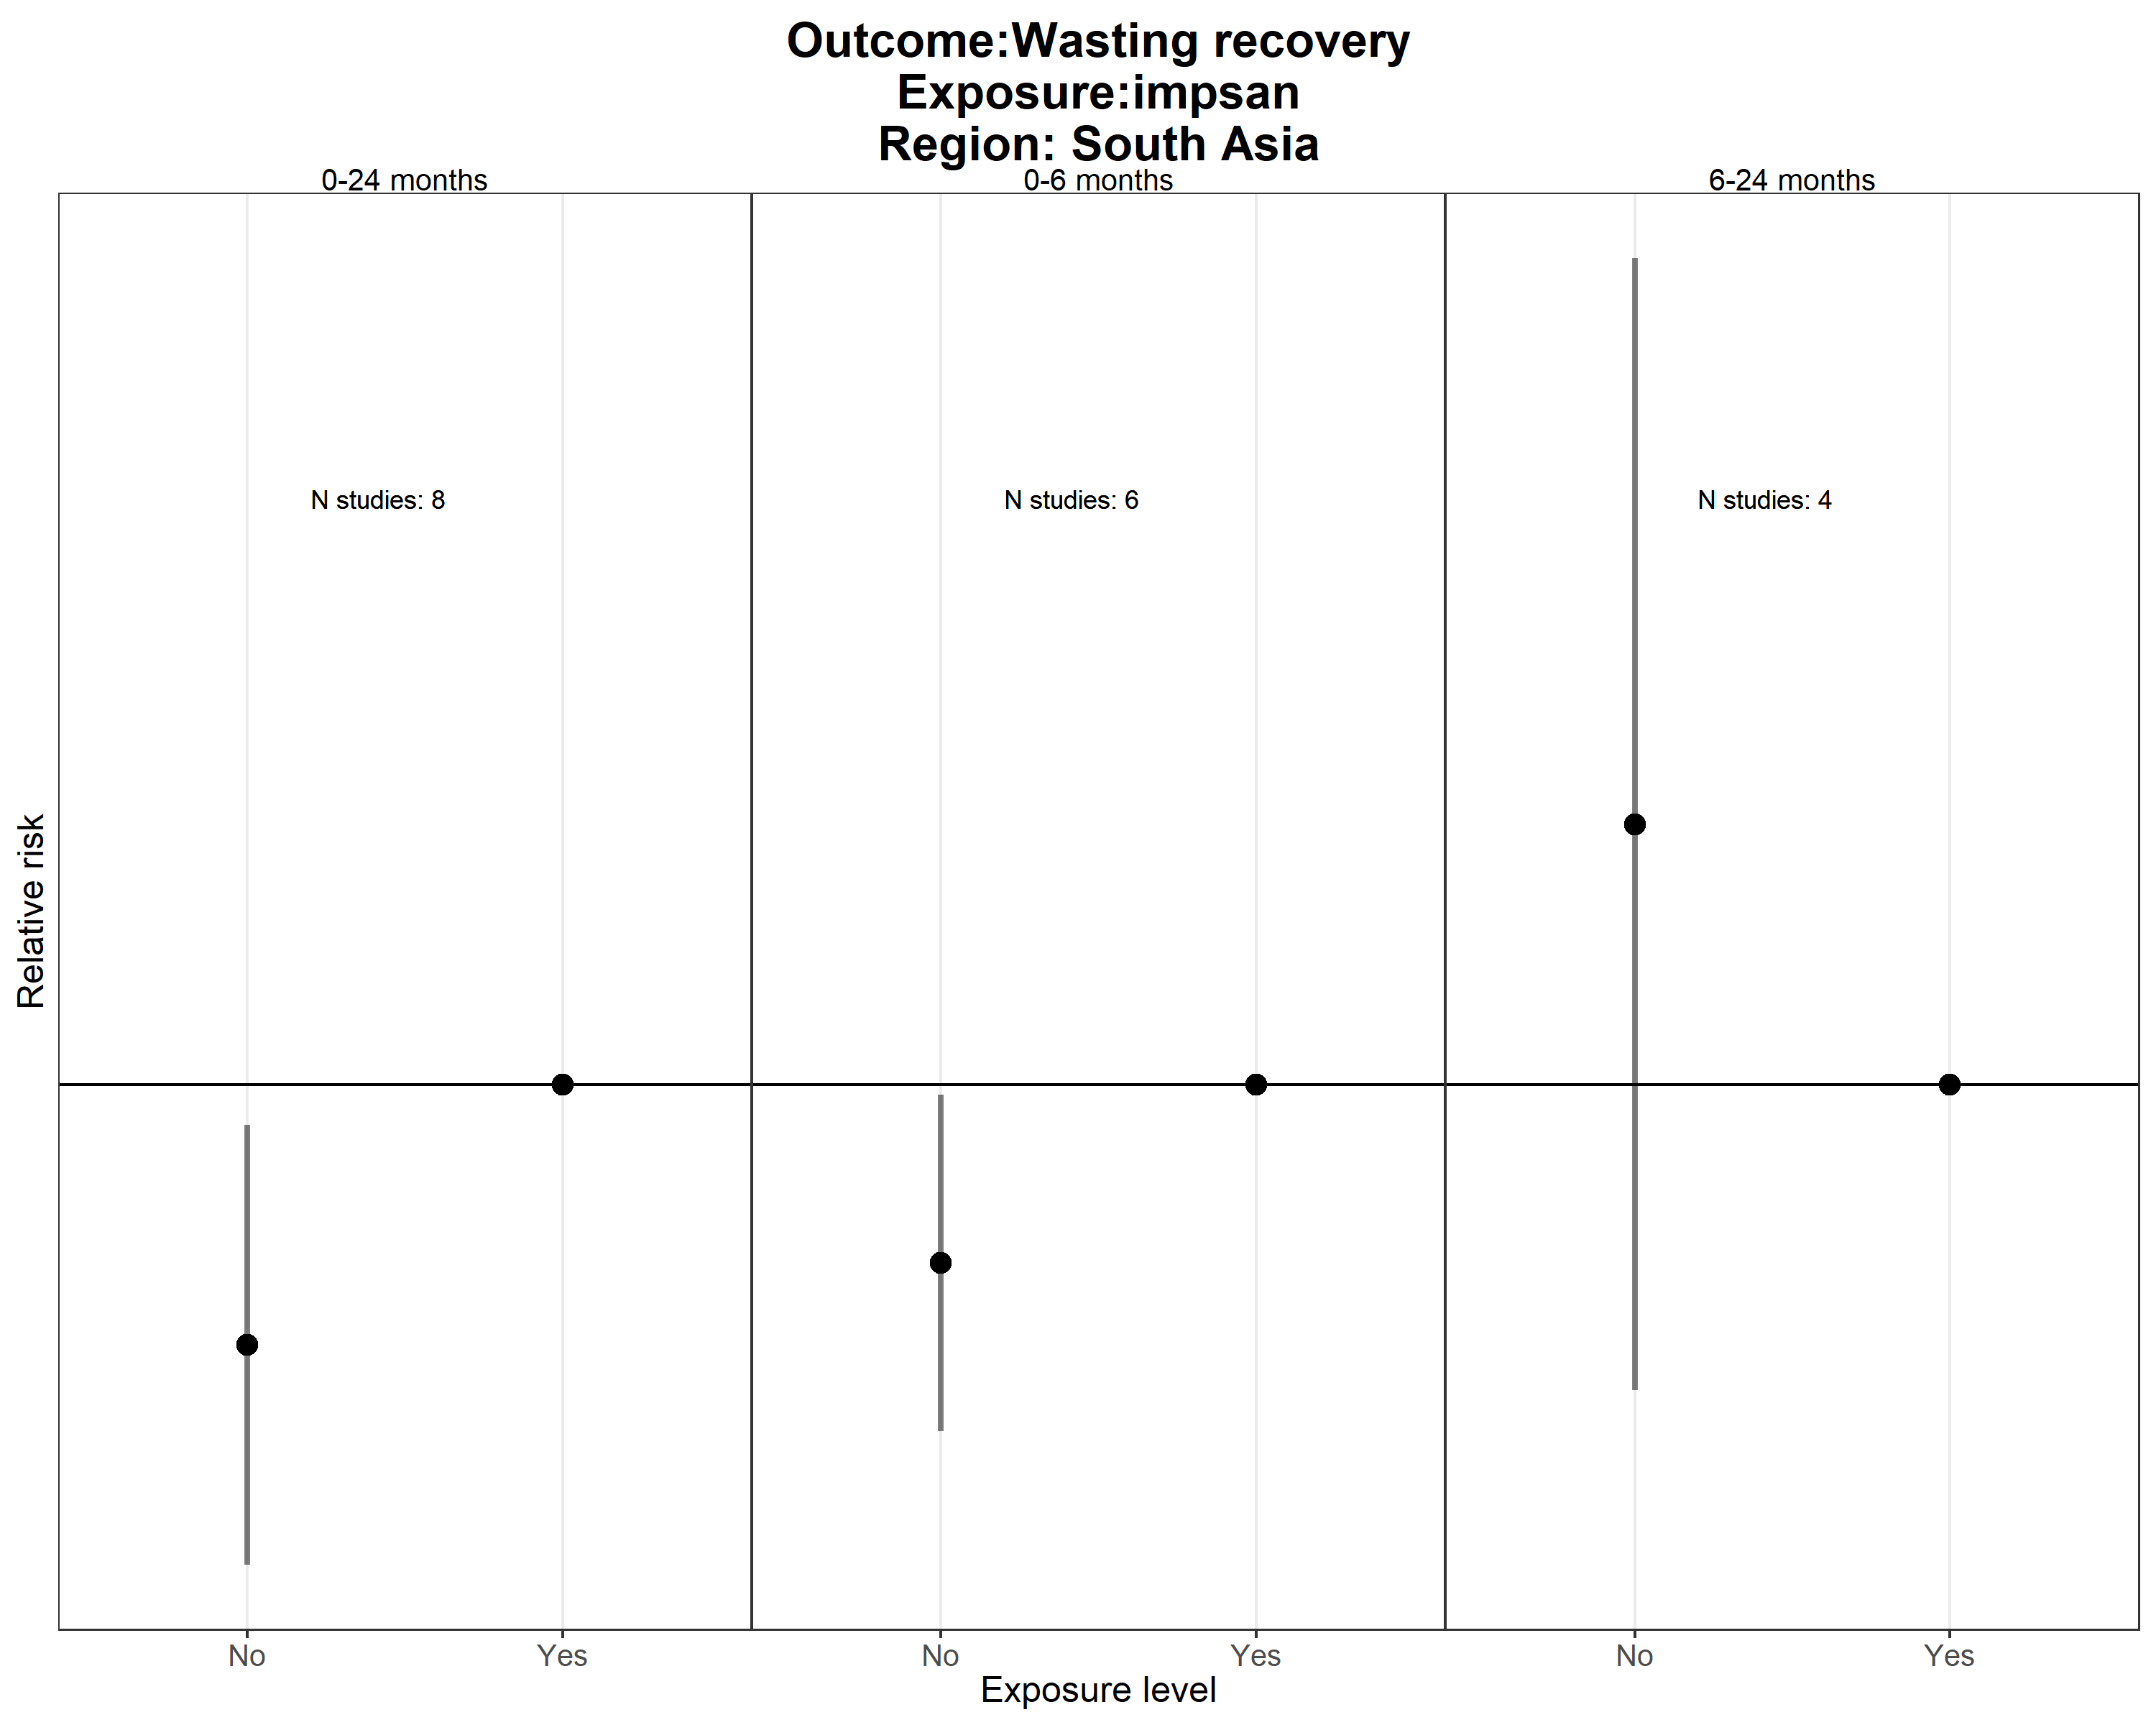 Outcome:Wasting recovery
Exposure:impsan
Region: South Asia
0-24 months
0-6 months
6-24 months
N studies: 8
N studies: 6
N studies: 4
Relative risk
No
Yes
No
Yes
No
Yes
Exposure level